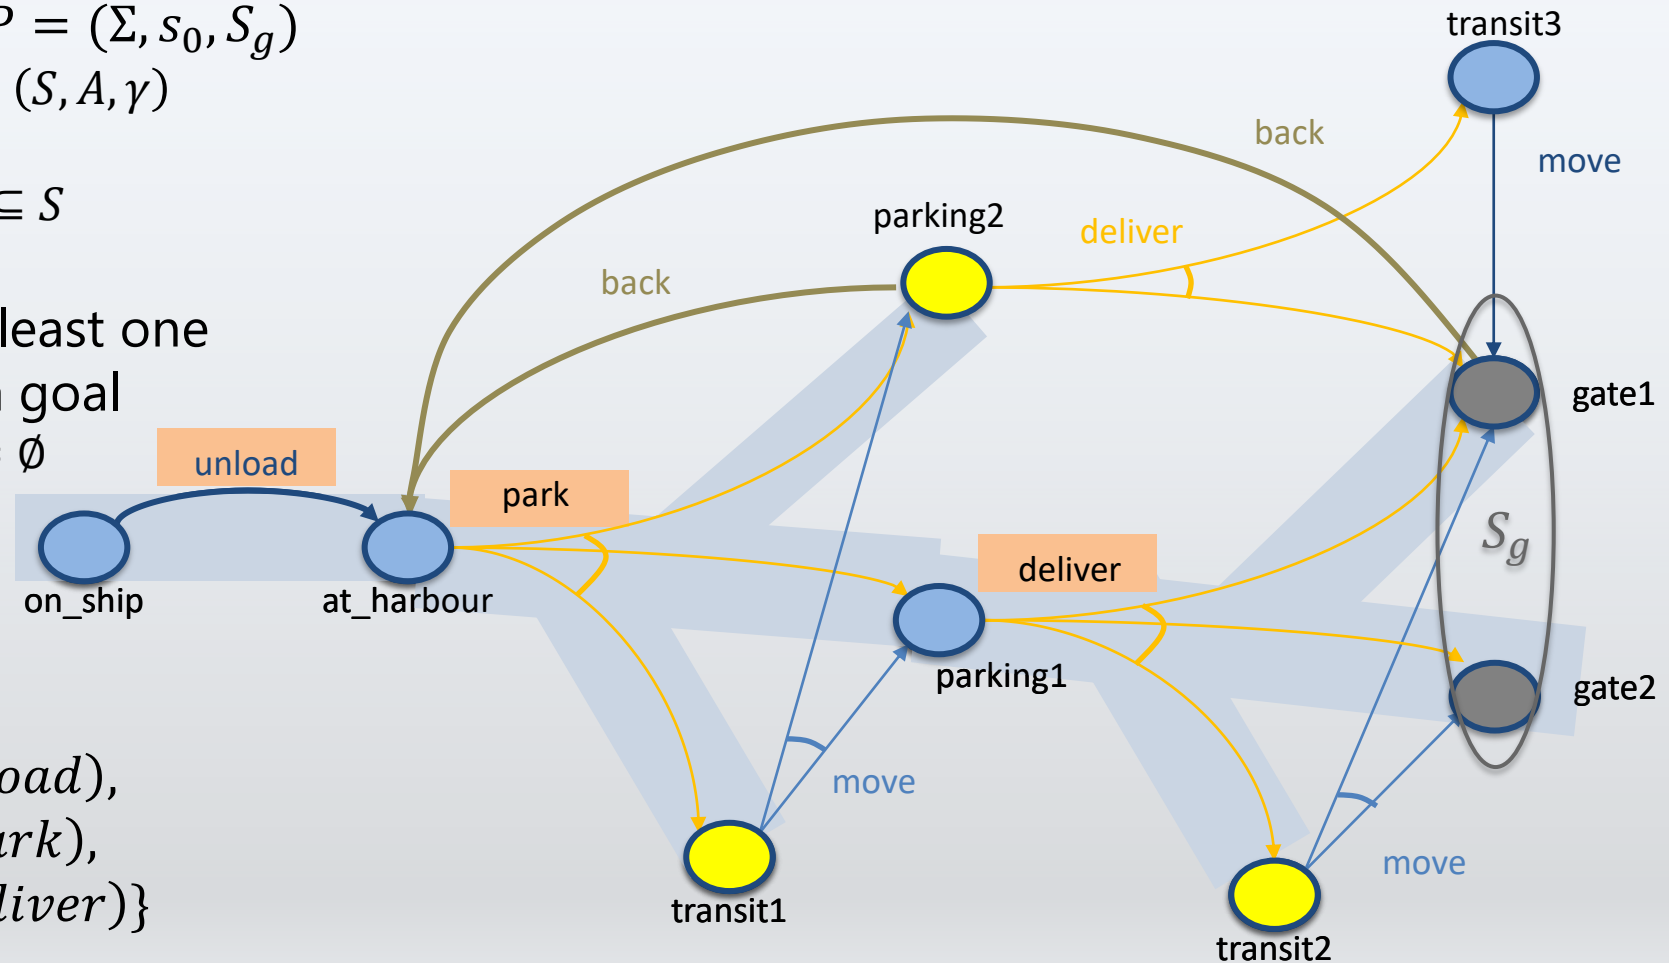 P = (Σ, s₀, S_g)
(S, A, γ)
⊆ S
least one
goal
∅
oad),
ark),
liver)}
transit3
back
move
parking2
deliver
back
gate1
unload
park
S_g
deliver
on_ship
at_harbour
parking1
gate2
move
move
transit1
transit2